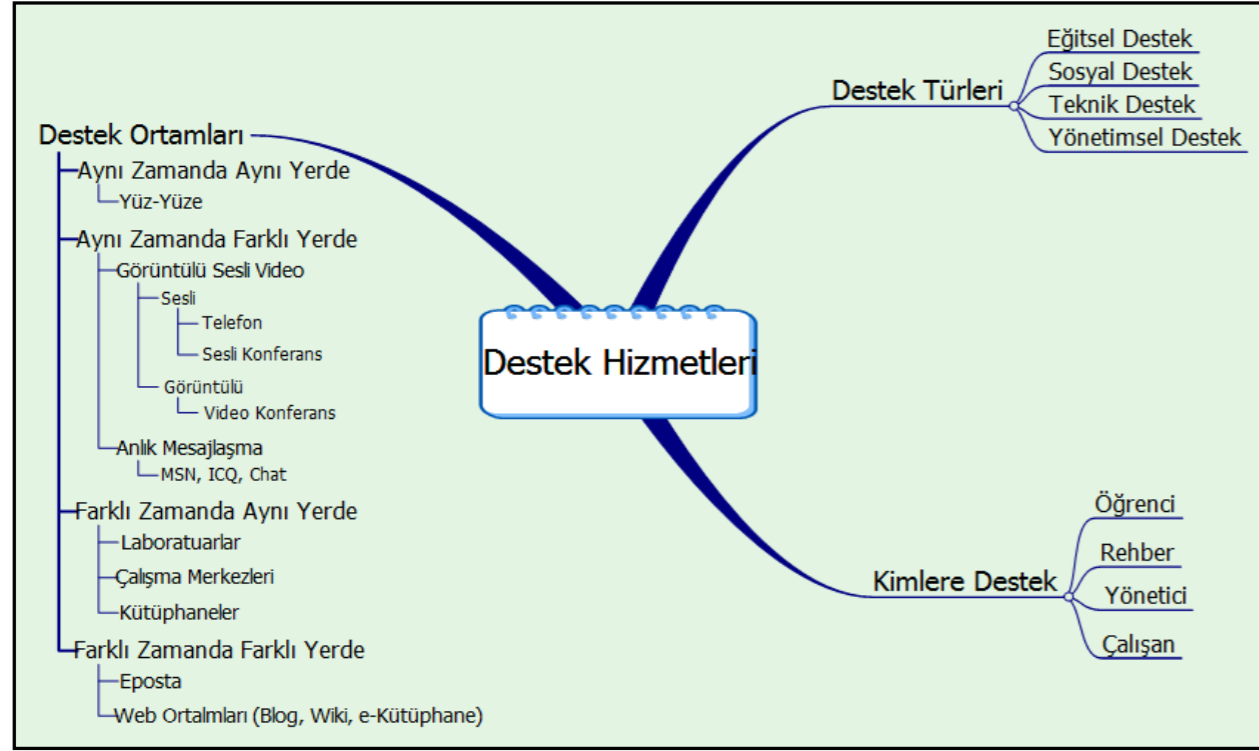 Destek Hizmetleri
Destek Türleri
Eğitsel Destek
Sosyal Destek
Teknik Destek
Yönetimsel Destek
Kimlere Destek
Öğrenci
Rehber
Yönetici
Çalışan
Destek Ortamları
Aynı Zamanda Aynı Yerde
Yüz-Yüze
Aynı Zamanda Farklı Yerde
Görüntülü Sesli Video
Sesli
Telefon
Sesli Konferans
Görüntülü
Video Konferans
Anlık Mesajlaşma
MSN, ICQ, Chat
Farklı Zamanda Aynı Yerde
Laboratuarlar
Çalışma Merkezleri
Kütüphaneler
Farklı Zamanda Farklı Yerde
Eposta
Web Ortalmları (Blog, Wiki, e-Kütüphane)